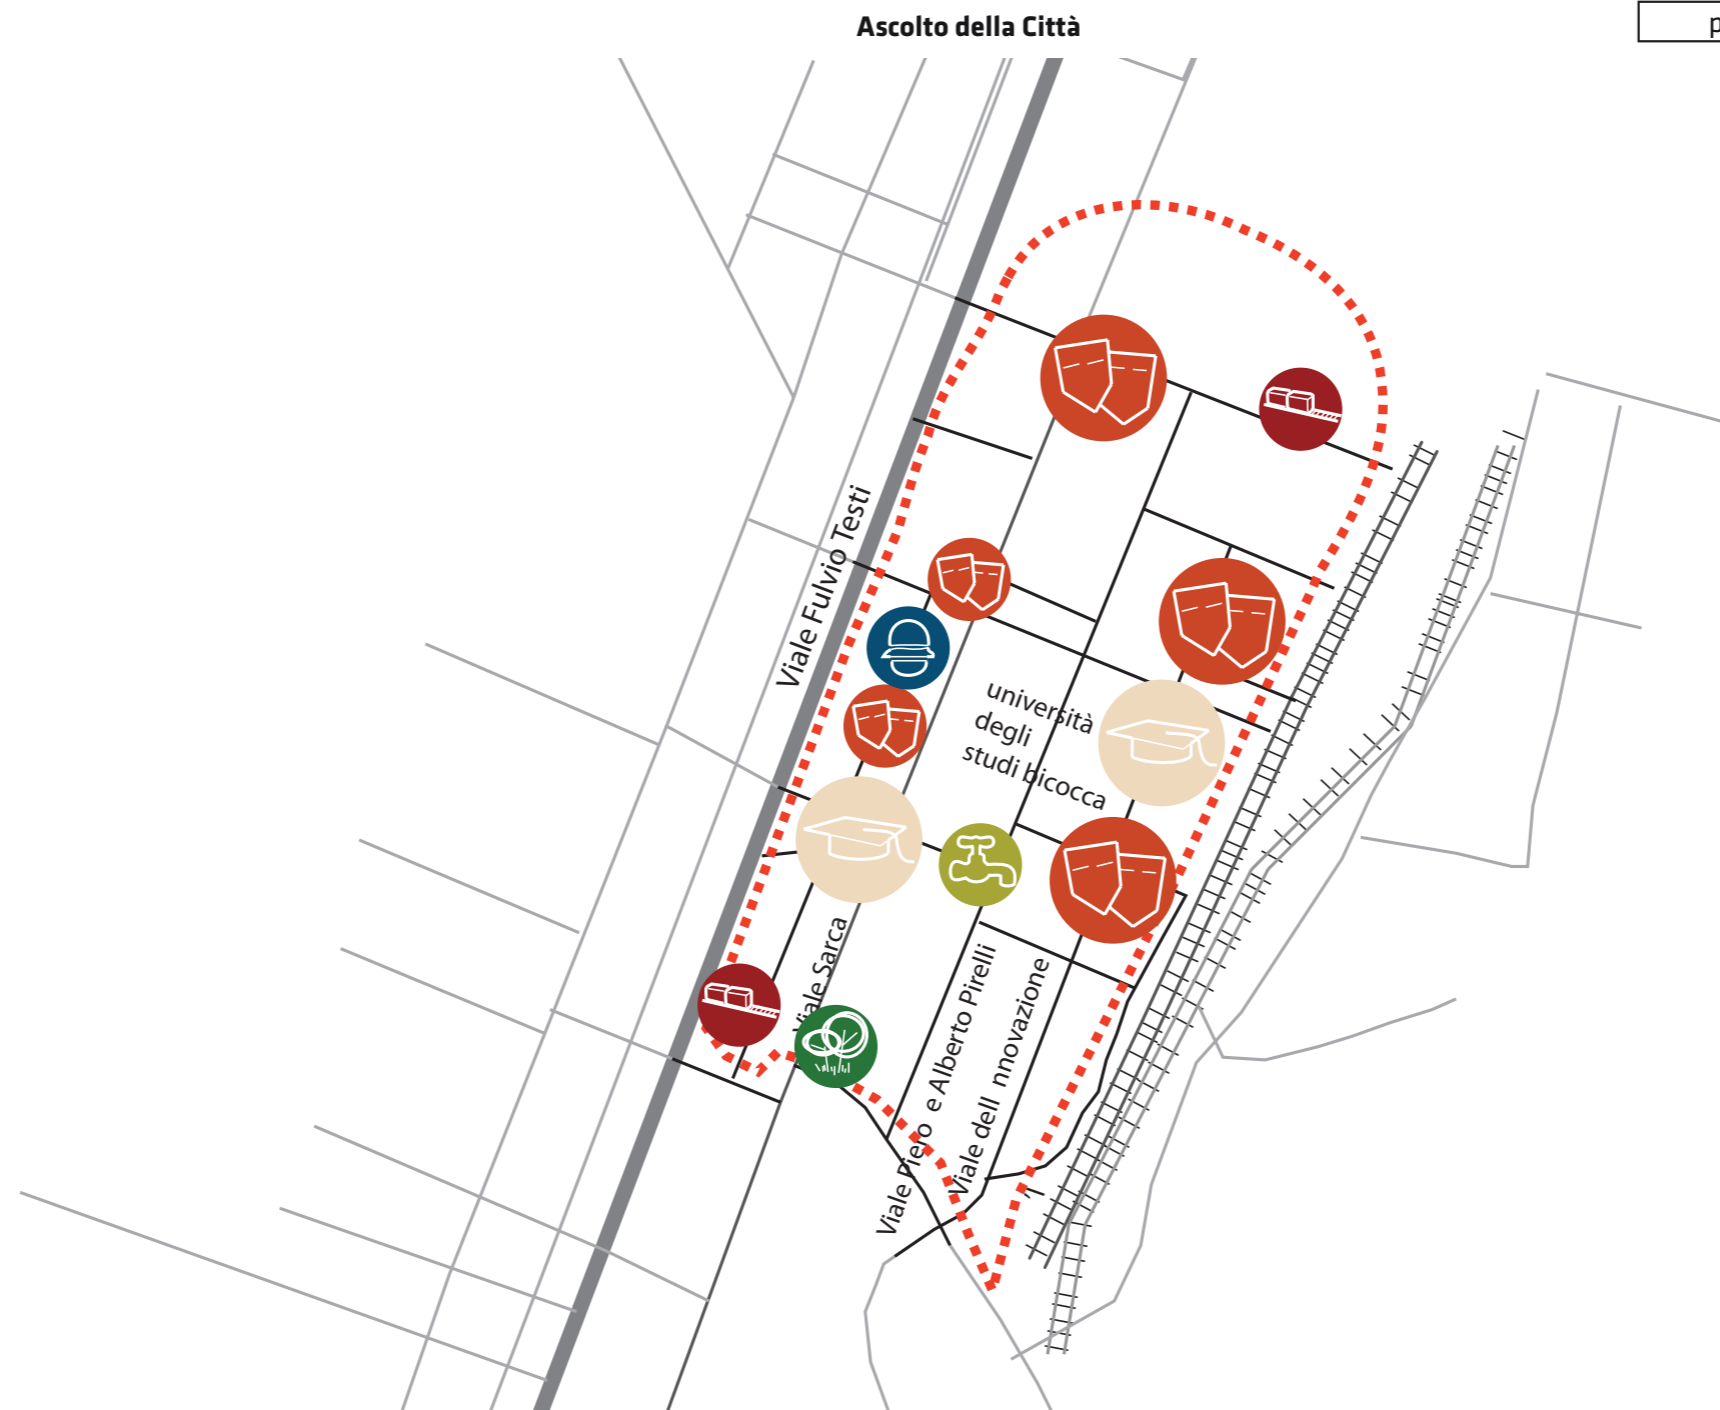 Ascolto della Città
p
Viale Fulvio Testi
università
degli
studi bicocca
Viale Sarca
Viale Piero e Alberto Pirelli
Viale dell nnovazione